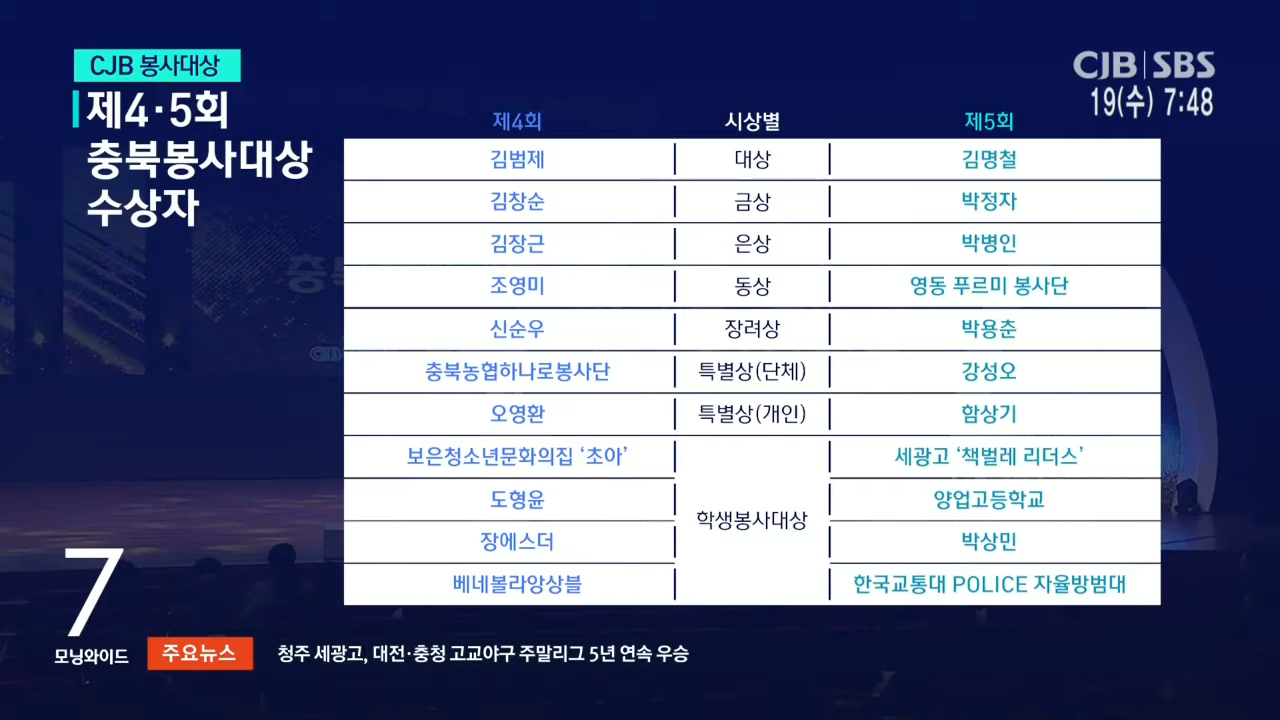 CJB 봉사대상
제4·5회
충북봉사대상
수상자
CJB SBS
19(수) 7:48
제4회 시상별 제5회
김범제 대상 김명철
김창순 금상 박정자
김장근 은상 박병인
조영미 동상 영동 푸르미 봉사단
신순우 장려상 박용춘
충북농협하나로봉사단 특별상(단체) 강성오
오영환 특별상(개인) 함상기
보은청소년문화의집 ‘초아’ 세광고 ‘책벌레 리더스’
도형윤 양업고등학교
학생봉사대상
장에스더 박상민
베네볼라앙상블 한국교통대 POLICE 자율방범대
7
모닝와이드
주요뉴스
청주 세광고, 대전·충청 고교야구 주말리그 5년 연속 우승